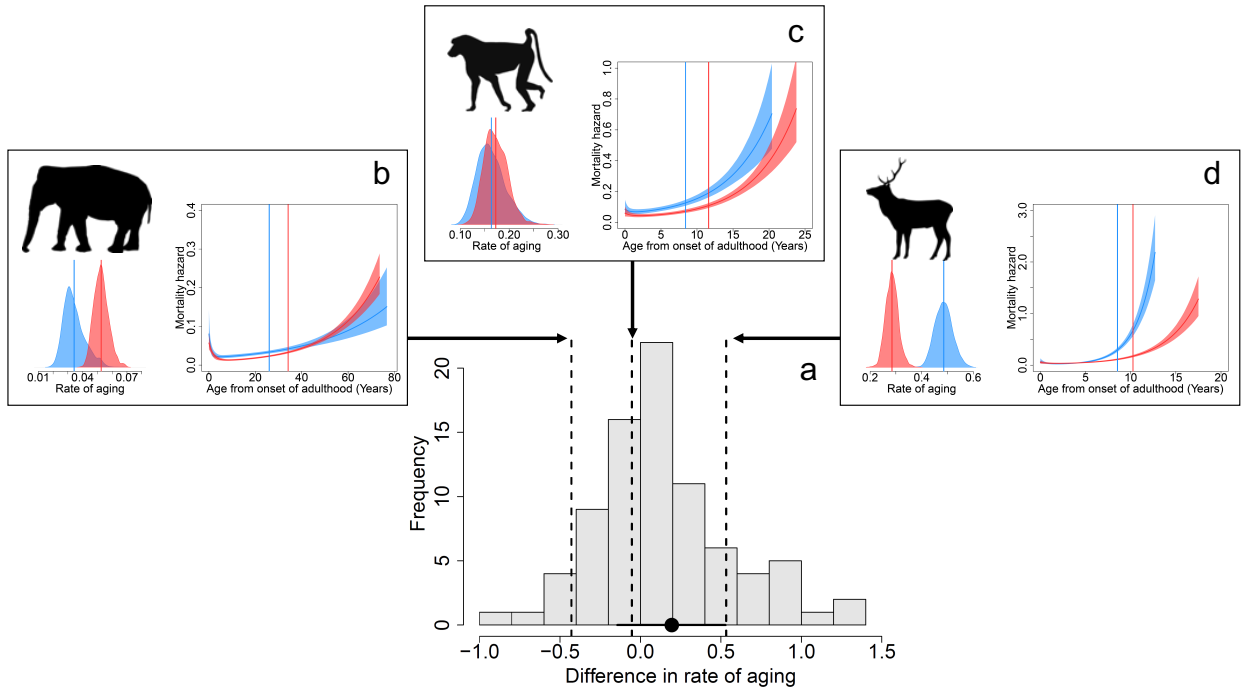 c
Mortality hazard
1.0
0.8
0.6
0.4
0.2
0.0
0 5 10 15 20 25
Age from onset of adulthood (Years)
0.10 0.20 0.30
Rate of aging
b
Mortality hazard
0.4
0.3
0.2
0.1
0.0
0 20 40 60 80
Age from onset of adulthood (Years)
0.01 0.04 0.07
Rate of aging
d
Mortality hazard
3.0
2.0
1.0
0.0
0 5 10 15 20
Age from onset of adulthood (Years)
0.2 0.4 0.6
Rate of aging
a
Frequency
20
15
10
5
0
−1.0 −0.5 0.0 0.5 1.0 1.5
Difference in rate of aging